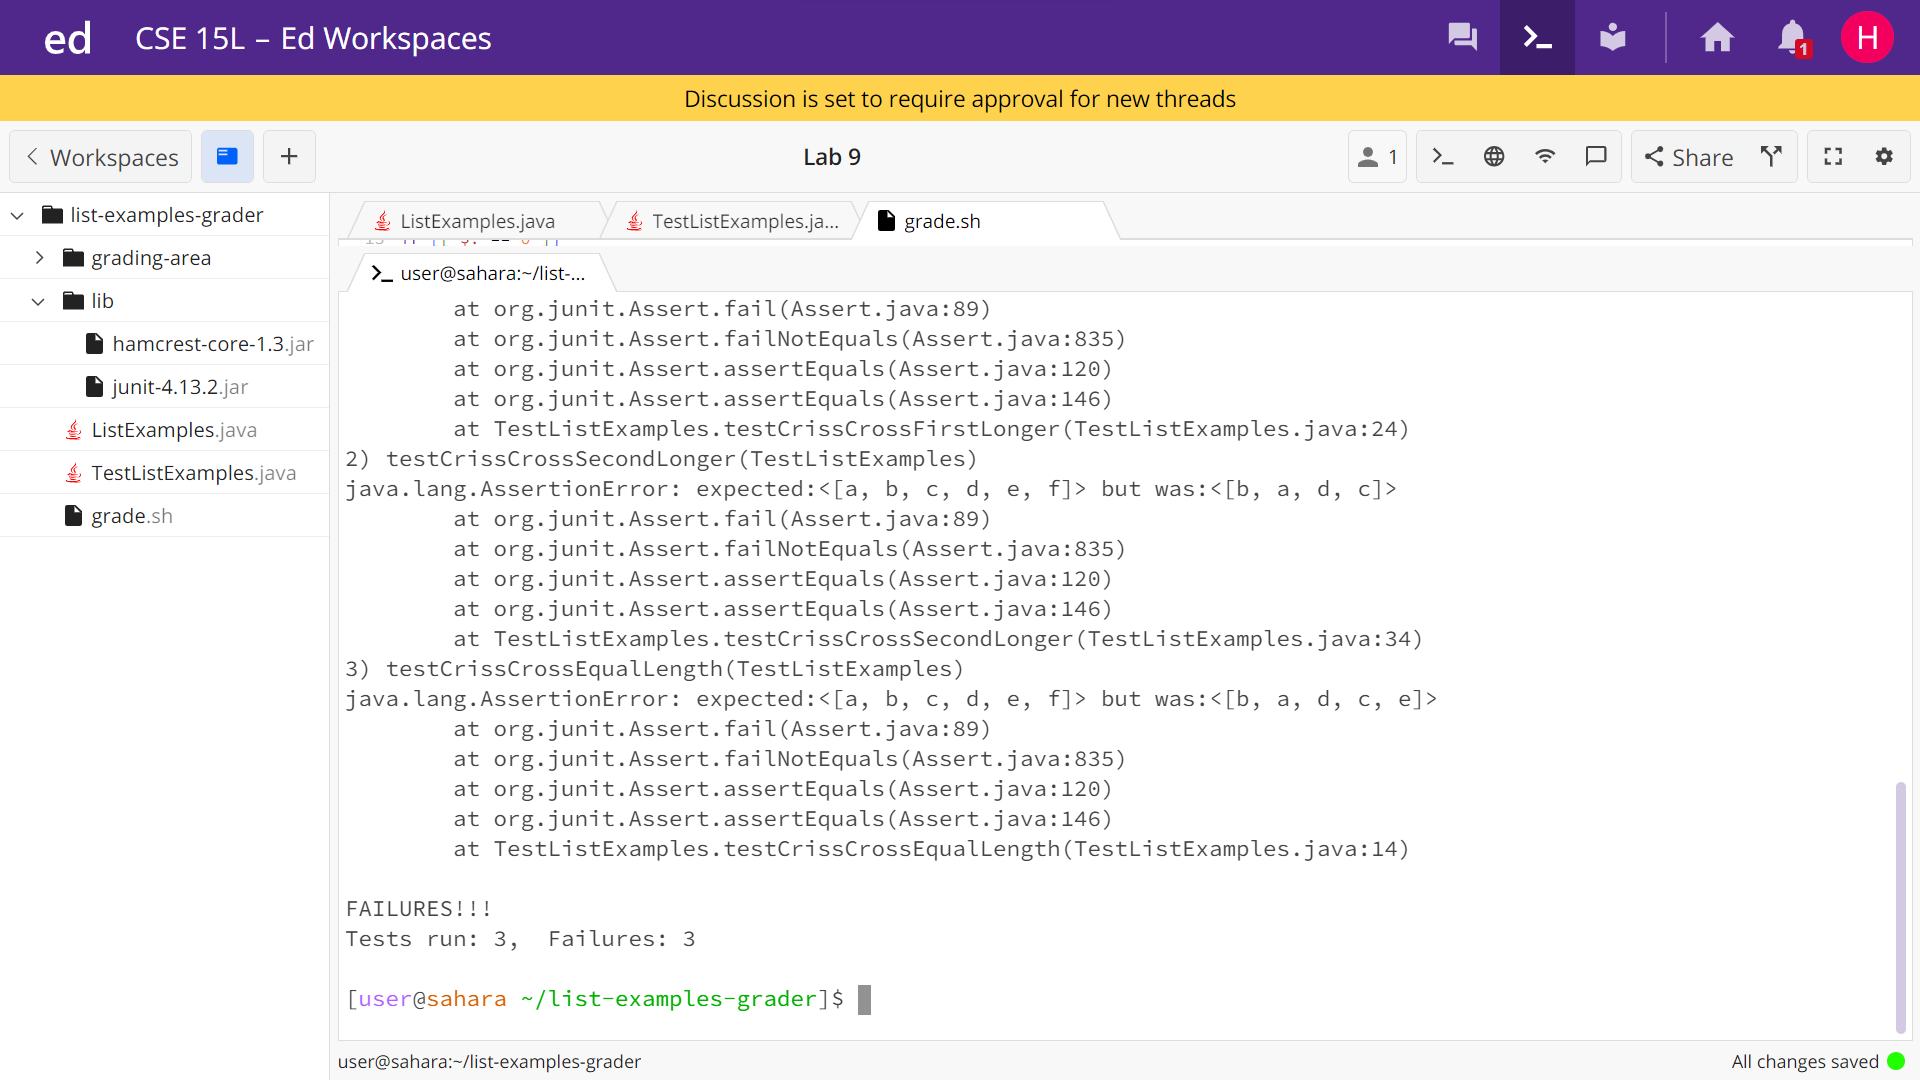 ed CSE 15L – Ed Workspaces 1 H
Discussion is set to require approval for new threads
Workspaces Lab 9 1 Share
list-examples-grader
grading-area
lib
hamcrest-core-1.3.jar
junit-4.13.2.jar
ListExamples.java
TestListExamples.java
grade.sh
ListExamples.java TestListExamples.ja... grade.sh
user@sahara:~/list-...
at org.junit.Assert.fail(Assert.java:89)
at org.junit.Assert.failNotEquals(Assert.java:835)
at org.junit.Assert.assertEquals(Assert.java:120)
at org.junit.Assert.assertEquals(Assert.java:146)
at TestListExamples.testCrissCrossFirstLonger(TestListExamples.java:24)
2) testCrissCrossSecondLonger(TestListExamples)
java.lang.AssertionError: expected:<[a, b, c, d, e, f]> but was:<[b, a, d, c]>
at org.junit.Assert.fail(Assert.java:89)
at org.junit.Assert.failNotEquals(Assert.java:835)
at org.junit.Assert.assertEquals(Assert.java:120)
at org.junit.Assert.assertEquals(Assert.java:146)
at TestListExamples.testCrissCrossSecondLonger(TestListExamples.java:34)
3) testCrissCrossEqualLength(TestListExamples)
java.lang.AssertionError: expected:<[a, b, c, d, e, f]> but was:<[b, a, d, c, e]>
at org.junit.Assert.fail(Assert.java:89)
at org.junit.Assert.failNotEquals(Assert.java:835)
at org.junit.Assert.assertEquals(Assert.java:120)
at org.junit.Assert.assertEquals(Assert.java:146)
at TestListExamples.testCrissCrossEqualLength(TestListExamples.java:14)
FAILURES!!!
Tests run: 3,  Failures: 3
[user@sahara ~/list-examples-grader]$
user@sahara:~/list-examples-grader All changes saved